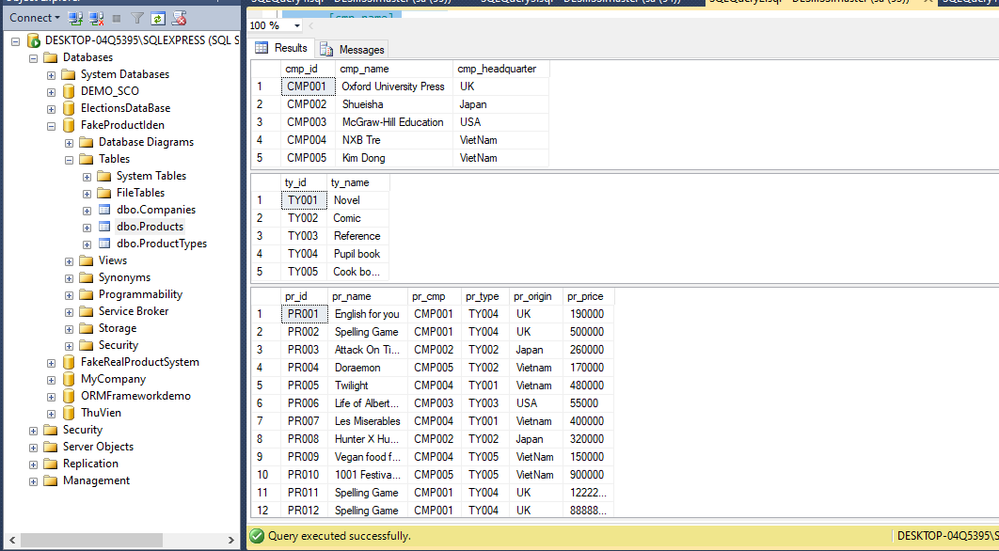 Connect
DESKTOP-04Q5395\SQLEXPRESS (SQL S
Databases
System Databases
DEMO_SCO
ElectionsDataBase
FakeProductIden
Database Diagrams
Tables
System Tables
FileTables
dbo.Companies
dbo.Products
dbo.ProductTypes
Views
Synonyms
Programmability
Service Broker
Storage
Security
FakeRealProductSystem
MyCompany
ORMFrameworkdemo
ThuVien
Security
Server Objects
Replication
Management
100 %
Results Messages
cmp_id cmp_name cmp_headquarter
1 CMP001 Oxford University Press UK
2 CMP002 Shueisha Japan
3 CMP003 McGraw-Hill Education USA
4 CMP004 NXB Tre VietNam
5 CMP005 Kim Dong VietNam
ty_id ty_name
1 TY001 Novel
2 TY002 Comic
3 TY003 Reference
4 TY004 Pupil book
5 TY005 Cook bo...
pr_id pr_name pr_cmp pr_type pr_origin pr_price
1 PR001 English for you CMP001 TY004 UK 190000
2 PR002 Spelling Game CMP001 TY004 UK 500000
3 PR003 Attack On Ti... CMP002 TY002 Japan 260000
4 PR004 Doraemon CMP005 TY002 Vietnam 170000
5 PR005 Twilight CMP004 TY001 Vietnam 480000
6 PR006 Life of Albert... CMP003 TY003 USA 55000
7 PR007 Les Miserables CMP004 TY001 Vietnam 400000
8 PR008 Hunter X Hu... CMP002 TY002 Japan 320000
9 PR009 Vegan food f... CMP004 TY005 VietNam 150000
10 PR010 1001 Festiva... CMP005 TY005 VietNam 900000
11 PR011 Spelling Game CMP001 TY004 UK 12222...
12 PR012 Spelling Game CMP001 TY004 UK 88888...
Query executed successfully. DESKTOP-04Q5395\S